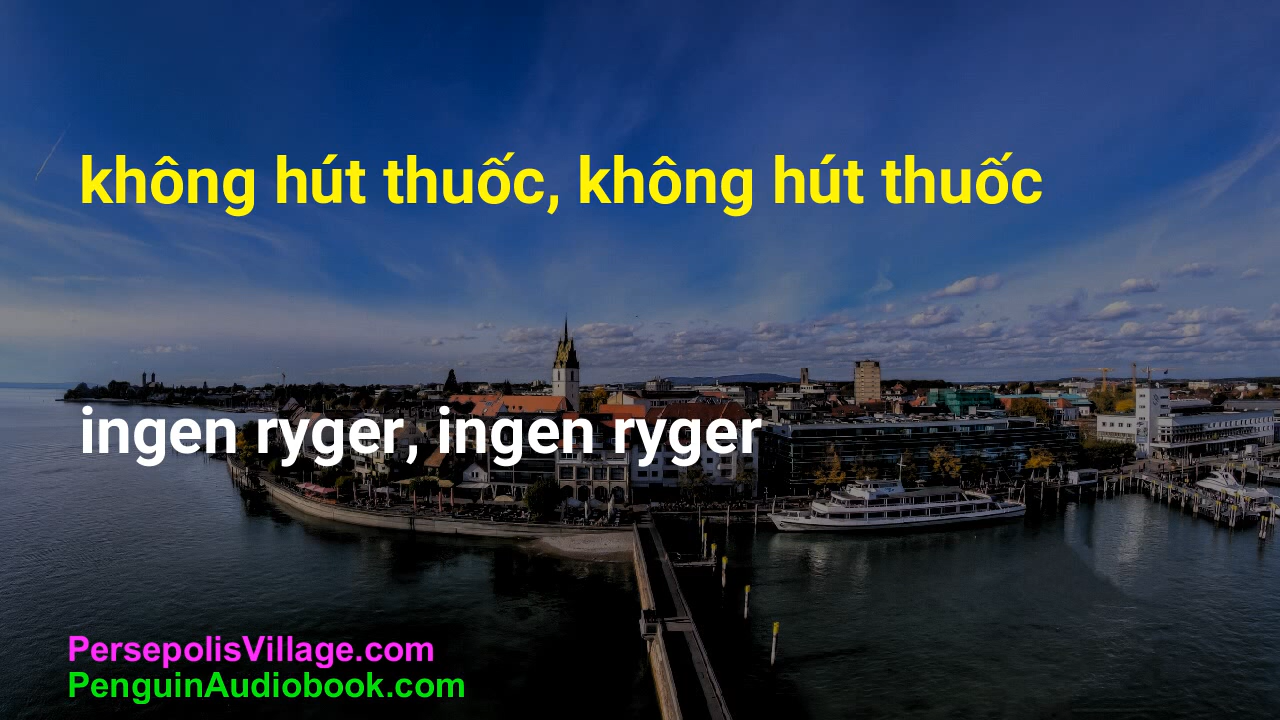 không hút thuốc, không hút thuốc
ingen ryger, ingen ryger
PersepolisVillage.com
PenguinAudiobook.com